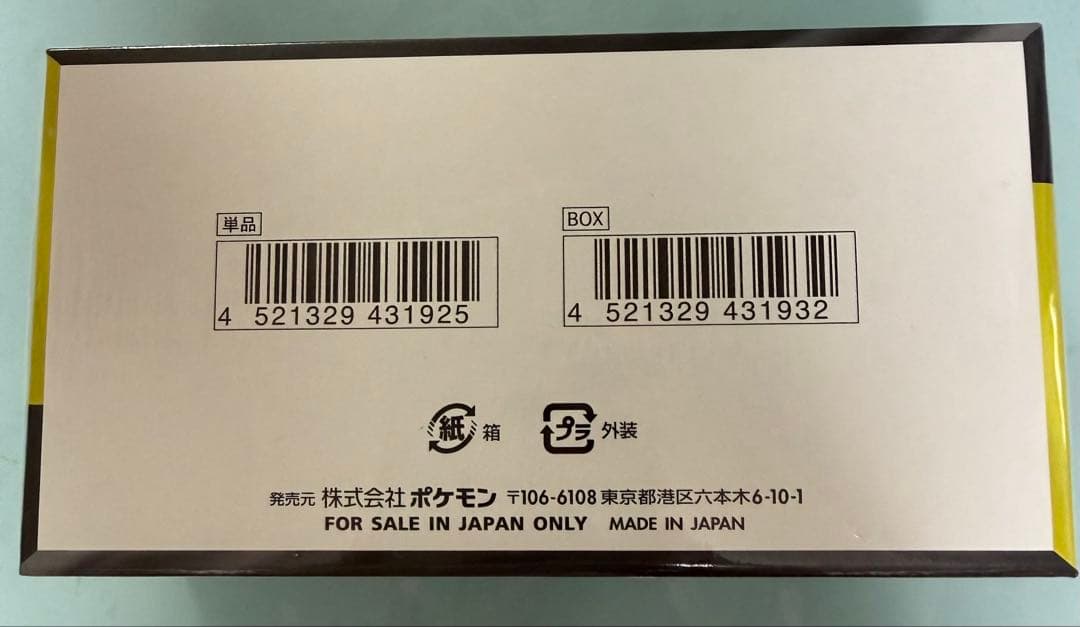 単品
BOX
4 521329 431925
4 521329 431932
紙 箱
プラ 外装
発売元 株式会社 ポケモン 〒106-6108 東京都港区六本木6-10-1
FOR SALE IN JAPAN ONLY MADE IN JAPAN